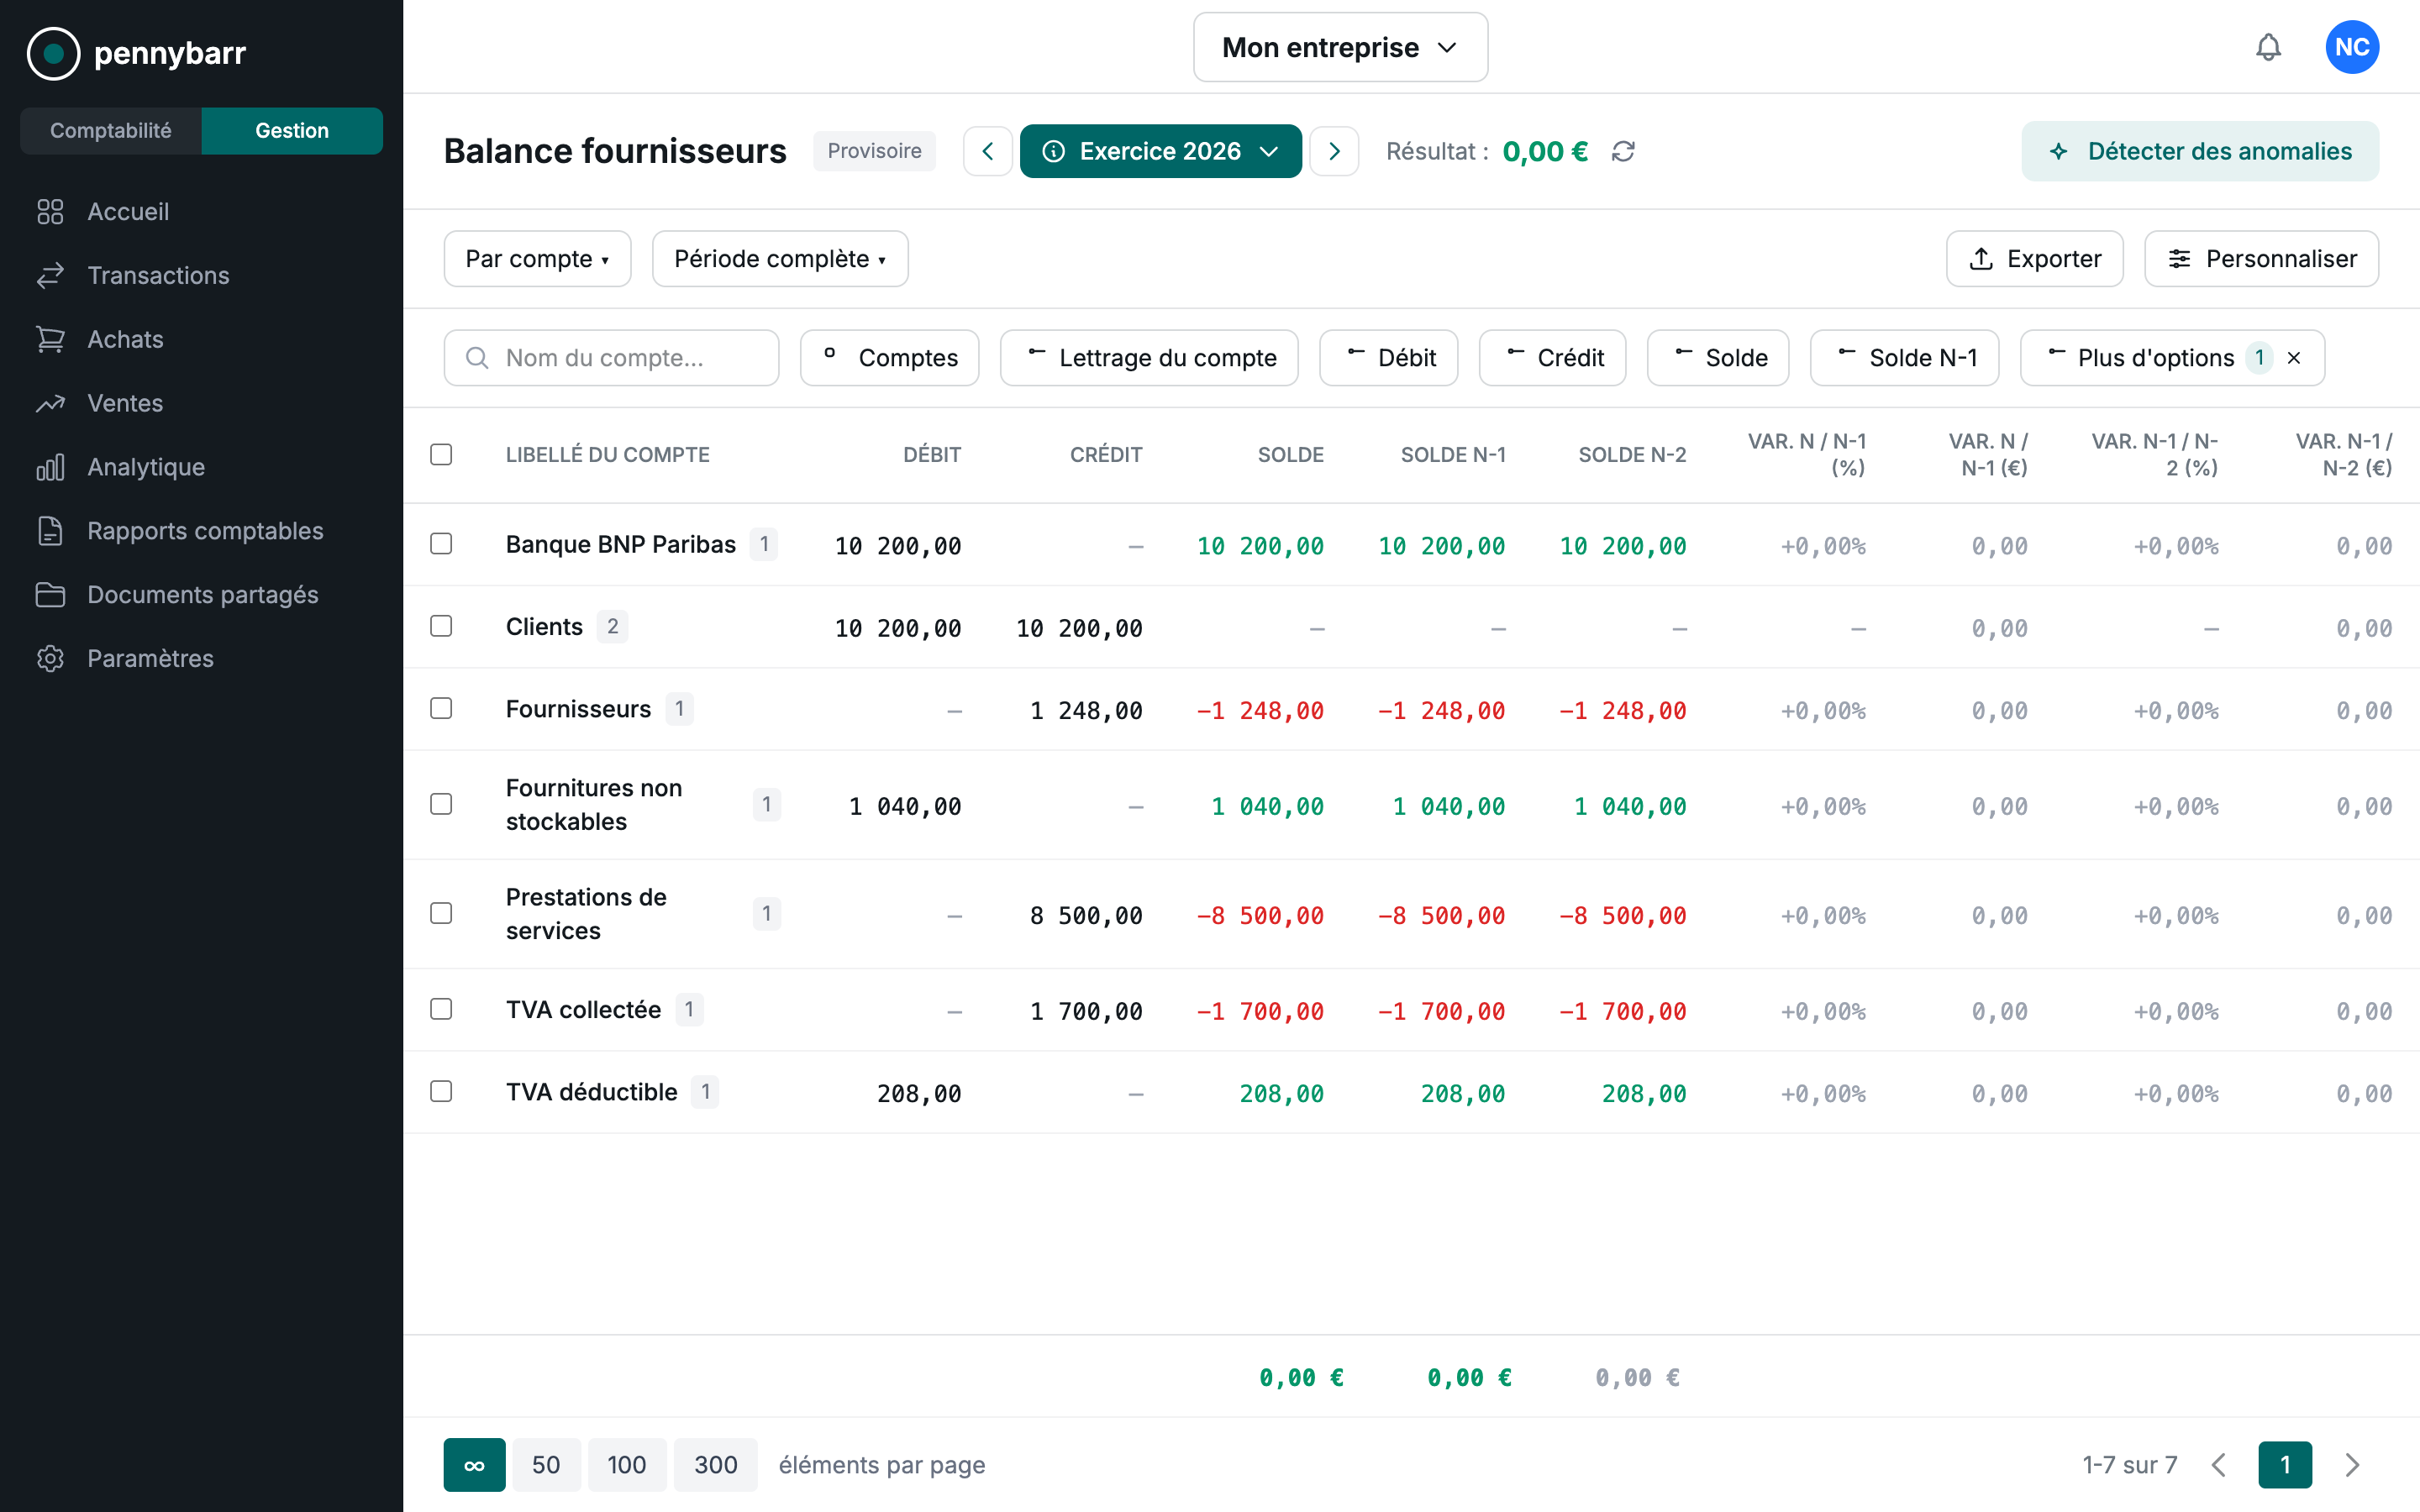 pennybarr
Comptabilité Gestion
Accueil
Transactions
Achats
Ventes
Analytique
Rapports comptables
Documents partagés
Paramètres
Mon entreprise
NC
Balance fournisseurs Provisoire Exercice 2026 Résultat : 0,00 € Détecter des anomalies
Par compte ▾ Période complète ▾ Exporter Personnaliser
Nom du compte... Comptes Lettrage du compte Débit Crédit Solde Solde N-1 Plus d'options 1 ×
LIBELLÉ DU COMPTE DÉBIT CRÉDIT SOLDE SOLDE N-1 SOLDE N-2 VAR. N / N-1 (%) VAR. N / N-1 (€) VAR. N-1 / N-2 (%) VAR. N-1 / N-2 (€)
Banque BNP Paribas 1 10 200,00 – 10 200,00 10 200,00 10 200,00 +0,00% 0,00 +0,00% 0,00
Clients 2 10 200,00 10 200,00 – – – – 0,00 – 0,00
Fournisseurs 1 – 1 248,00 −1 248,00 −1 248,00 −1 248,00 +0,00% 0,00 +0,00% 0,00
Fournitures non stockables 1 1 040,00 – 1 040,00 1 040,00 1 040,00 +0,00% 0,00 +0,00% 0,00
Prestations de services 1 – 8 500,00 −8 500,00 −8 500,00 −8 500,00 +0,00% 0,00 +0,00% 0,00
TVA collectée 1 – 1 700,00 −1 700,00 −1 700,00 −1 700,00 +0,00% 0,00 +0,00% 0,00
TVA déductible 1 208,00 – 208,00 208,00 208,00 +0,00% 0,00 +0,00% 0,00
0,00 € 0,00 € 0,00 €
∞ 50 100 300 éléments par page 1-7 sur 7 1